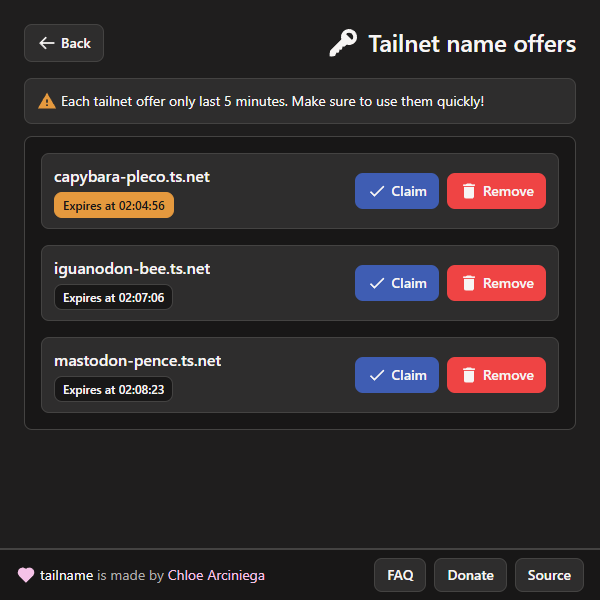 Back
Tailnet name offers
Each tailnet offer only last 5 minutes. Make sure to use them quickly!
capybara-pleco.ts.net
Expires at 02:04:56
Claim
Remove
iguanodon-bee.ts.net
Expires at 02:07:06
Claim
Remove
mastodon-pence.ts.net
Expires at 02:08:23
Claim
Remove
tailname is made by Chloe Arciniega
FAQ
Donate
Source